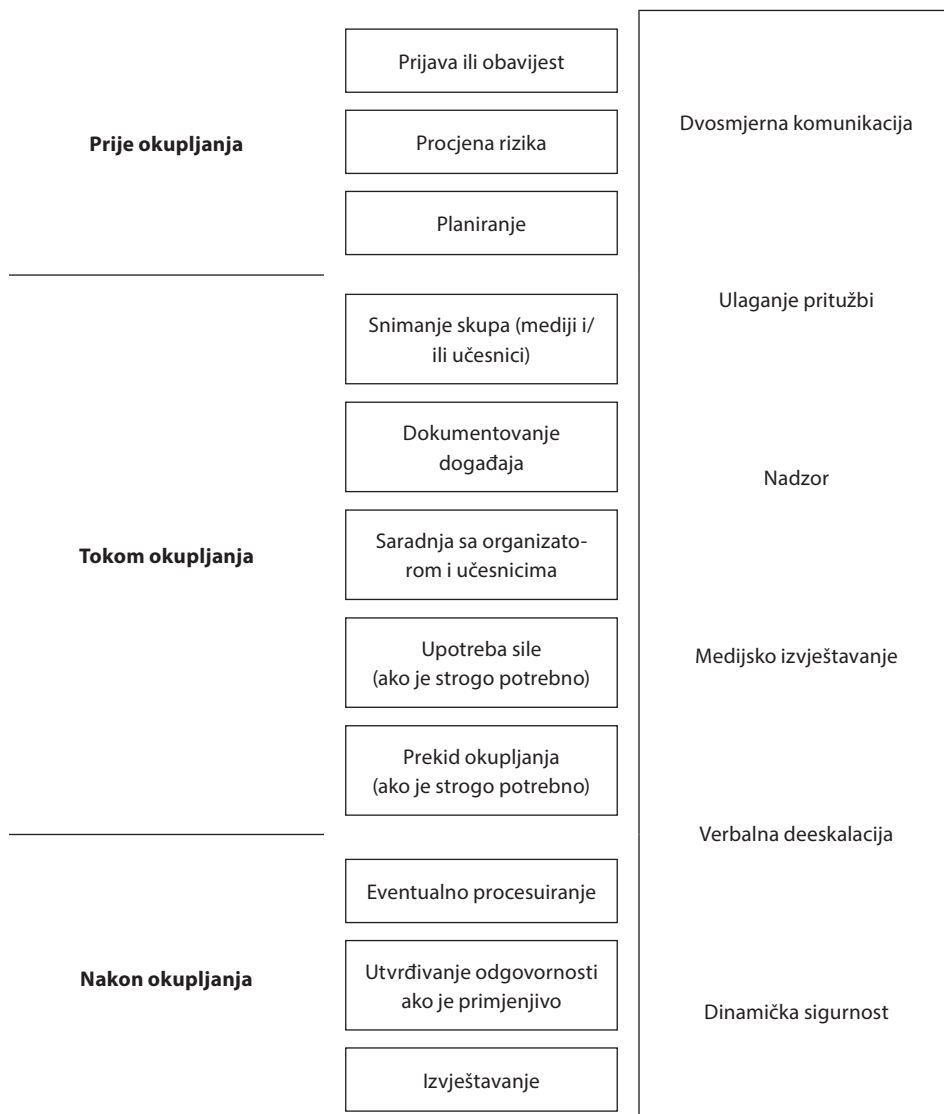 Prije okupljanja
Prijava ili obavijest
Procjena rizika
Planiranje
Tokom okupljanja
Snimanje skupa (mediji i/
ili učesnici)
Dokumentovanje
događaja
Saradnja sa organizato-
rom i učesnicima
Upotreba sile
(ako je strogo potrebno)
Prekid okupljanja
(ako je strogo potrebno)
Nakon okupljanja
Eventualno procesuiranje
Utvrđivanje odgovornosti
ako je primjenjivo
Izvještavanje
Dvosmjerna komunikacija
Ulaganje pritužbi
Nadzor
Medijsko izvještavanje
Verbalna deeskalacija
Dinamička sigurnost